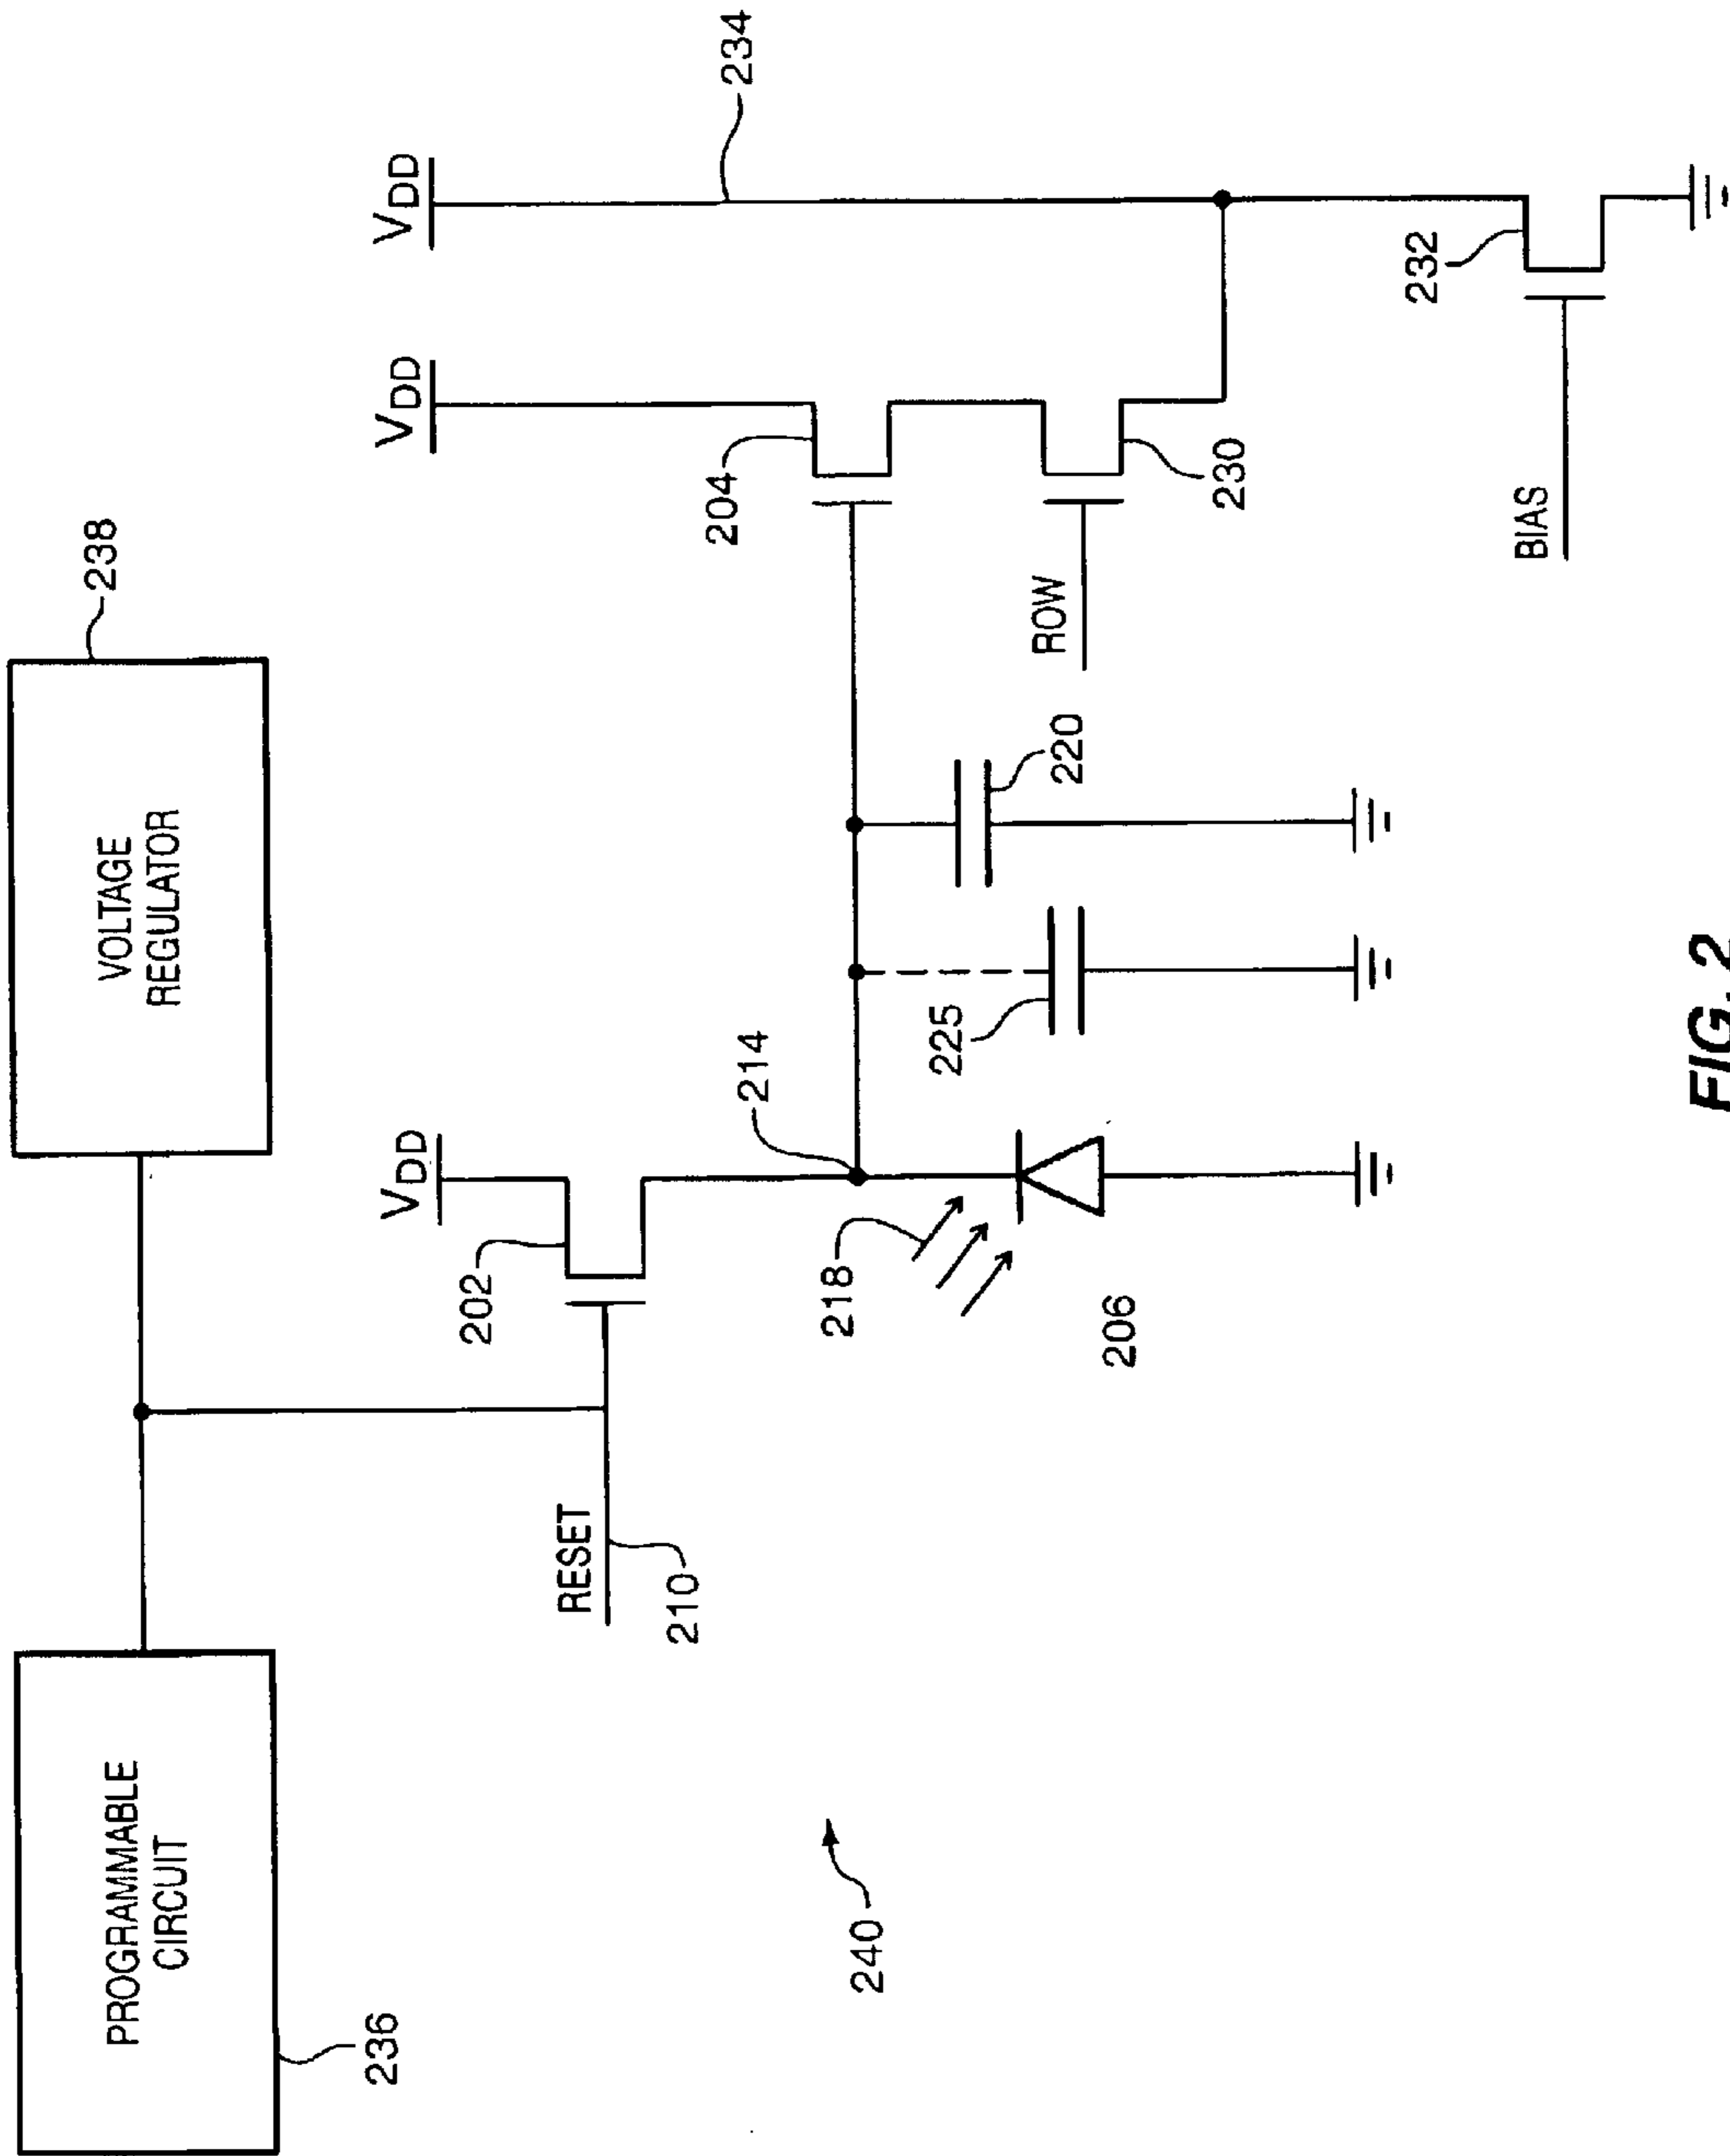 PROGRAMMABLE
CIRCUIT
236
VOLTAGE
REGULATOR
238
RESET
210
202
VDD
214
218
206
225
220
240
VDD
204
ROW
230
VDD
234
BIAS
232
FIG. 2